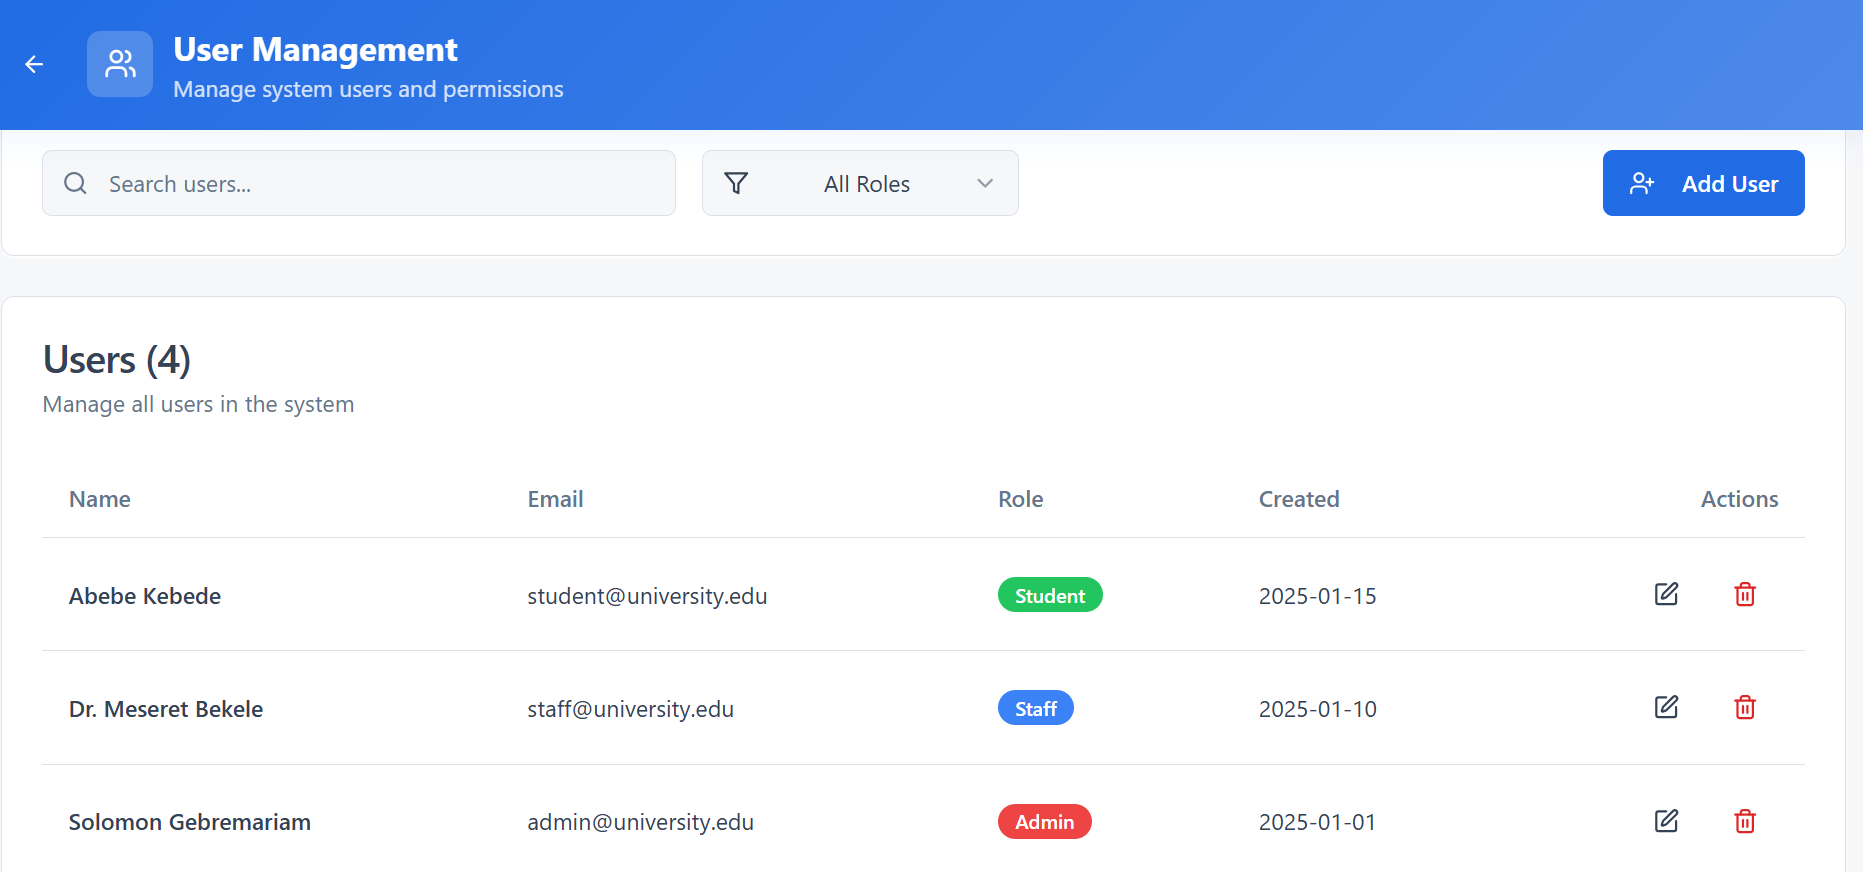 User Management
Manage system users and permissions
Search users...
All Roles
Add User
Users (4)
Manage all users in the system
Name Email Role Created Actions
Abebe Kebede student@university.edu Student 2025-01-15
Dr. Meseret Bekele staff@university.edu Staff 2025-01-10
Solomon Gebremariam admin@university.edu Admin 2025-01-01